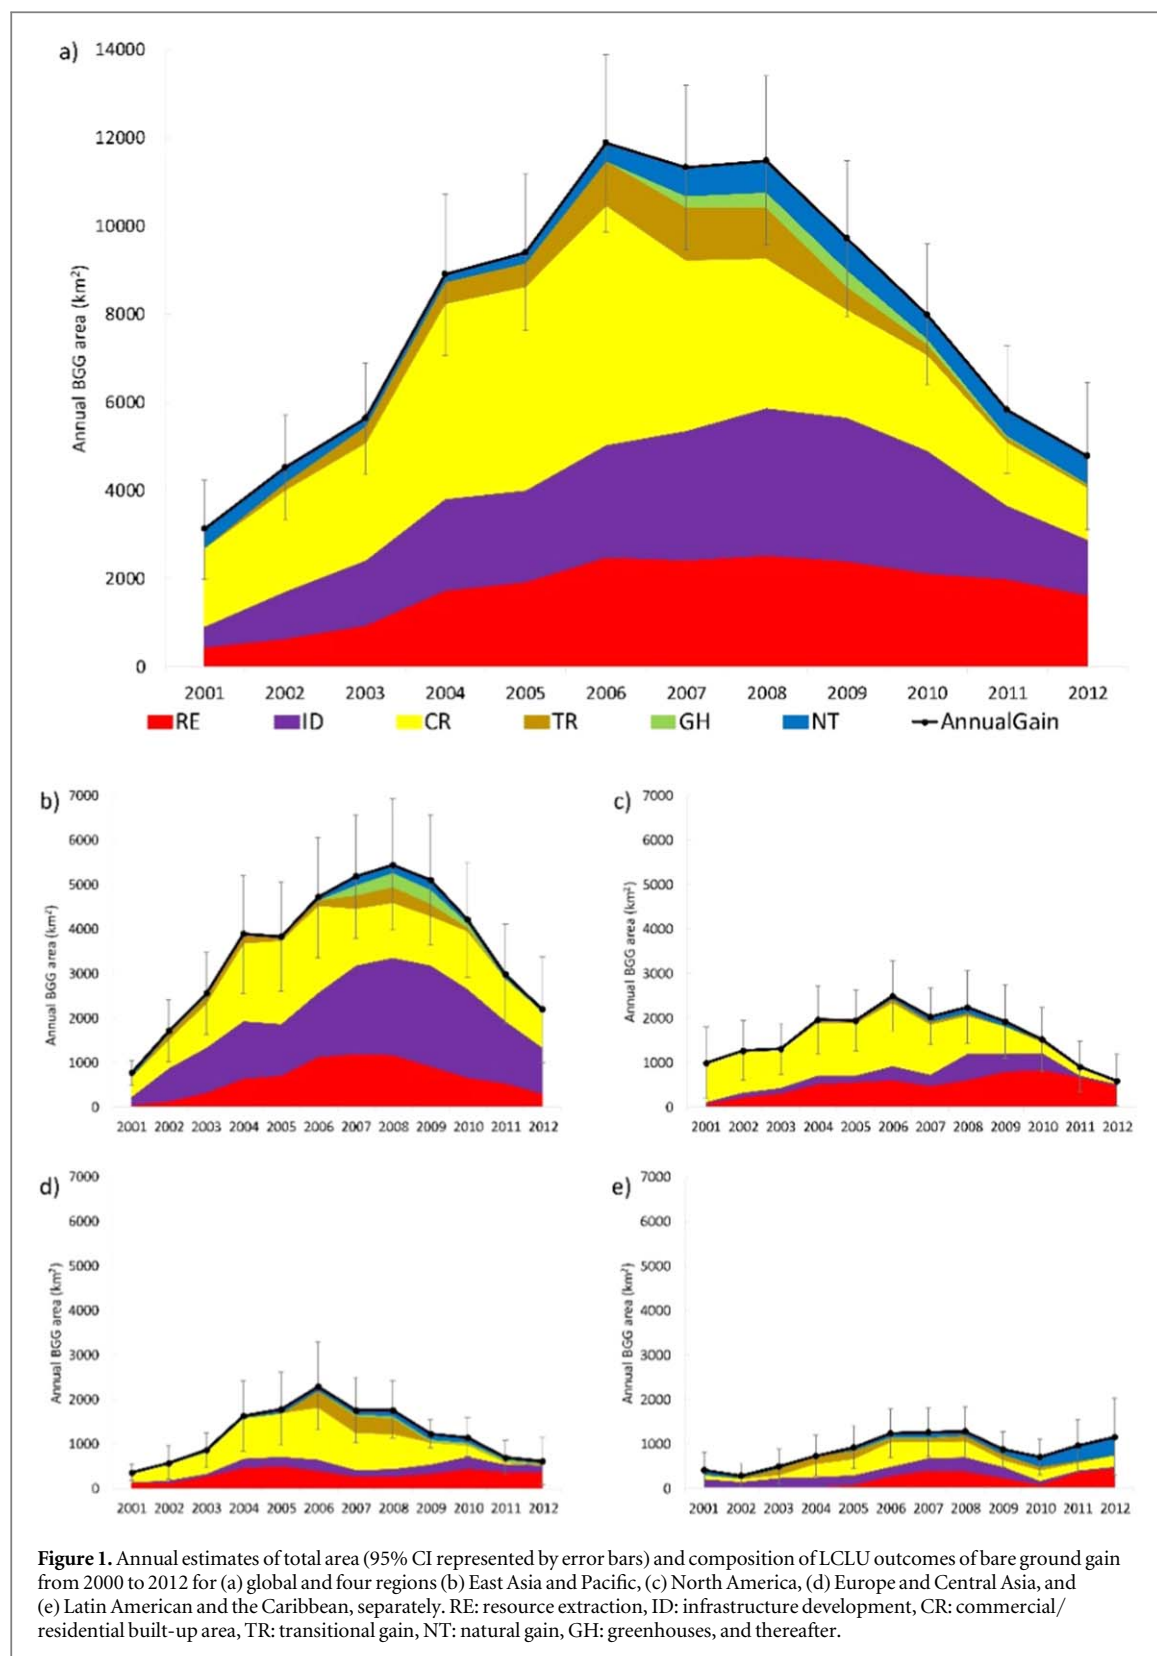 a)
14000
12000
10000
8000
6000
4000
2000
0
Annual BGG area (km²)
2001 2002 2003 2004 2005 2006 2007 2008 2009 2010 2011 2012
RE ID CR TR GH NT AnnualGain
b)
7000
6000
5000
4000
3000
2000
1000
0
Annual BGG area (km²)
2001 2002 2003 2004 2005 2006 2007 2008 2009 2010 2011 2012
c)
7000
6000
5000
4000
3000
2000
1000
0
Annual BGG area (km²)
2001 2002 2003 2004 2005 2006 2007 2008 2009 2010 2011 2012
d)
7000
6000
5000
4000
3000
2000
1000
0
Annual BGG area (km²)
2001 2002 2003 2004 2005 2006 2007 2008 2009 2010 2011 2012
e)
7000
6000
5000
4000
3000
2000
1000
0
Annual BGG area (km²)
2001 2002 2003 2004 2005 2006 2007 2008 2009 2010 2011 2012
Figure 1. Annual estimates of total area (95% CI represented by error bars) and composition of LCLU outcomes of bare ground gain
from 2000 to 2012 for (a) global and four regions (b) East Asia and Pacific, (c) North America, (d) Europe and Central Asia, and
(e) Latin American and the Caribbean, separately. RE: resource extraction, ID: infrastructure development, CR: commercial/
residential built-up area, TR: transitional gain, NT: natural gain, GH: greenhouses, and thereafter.